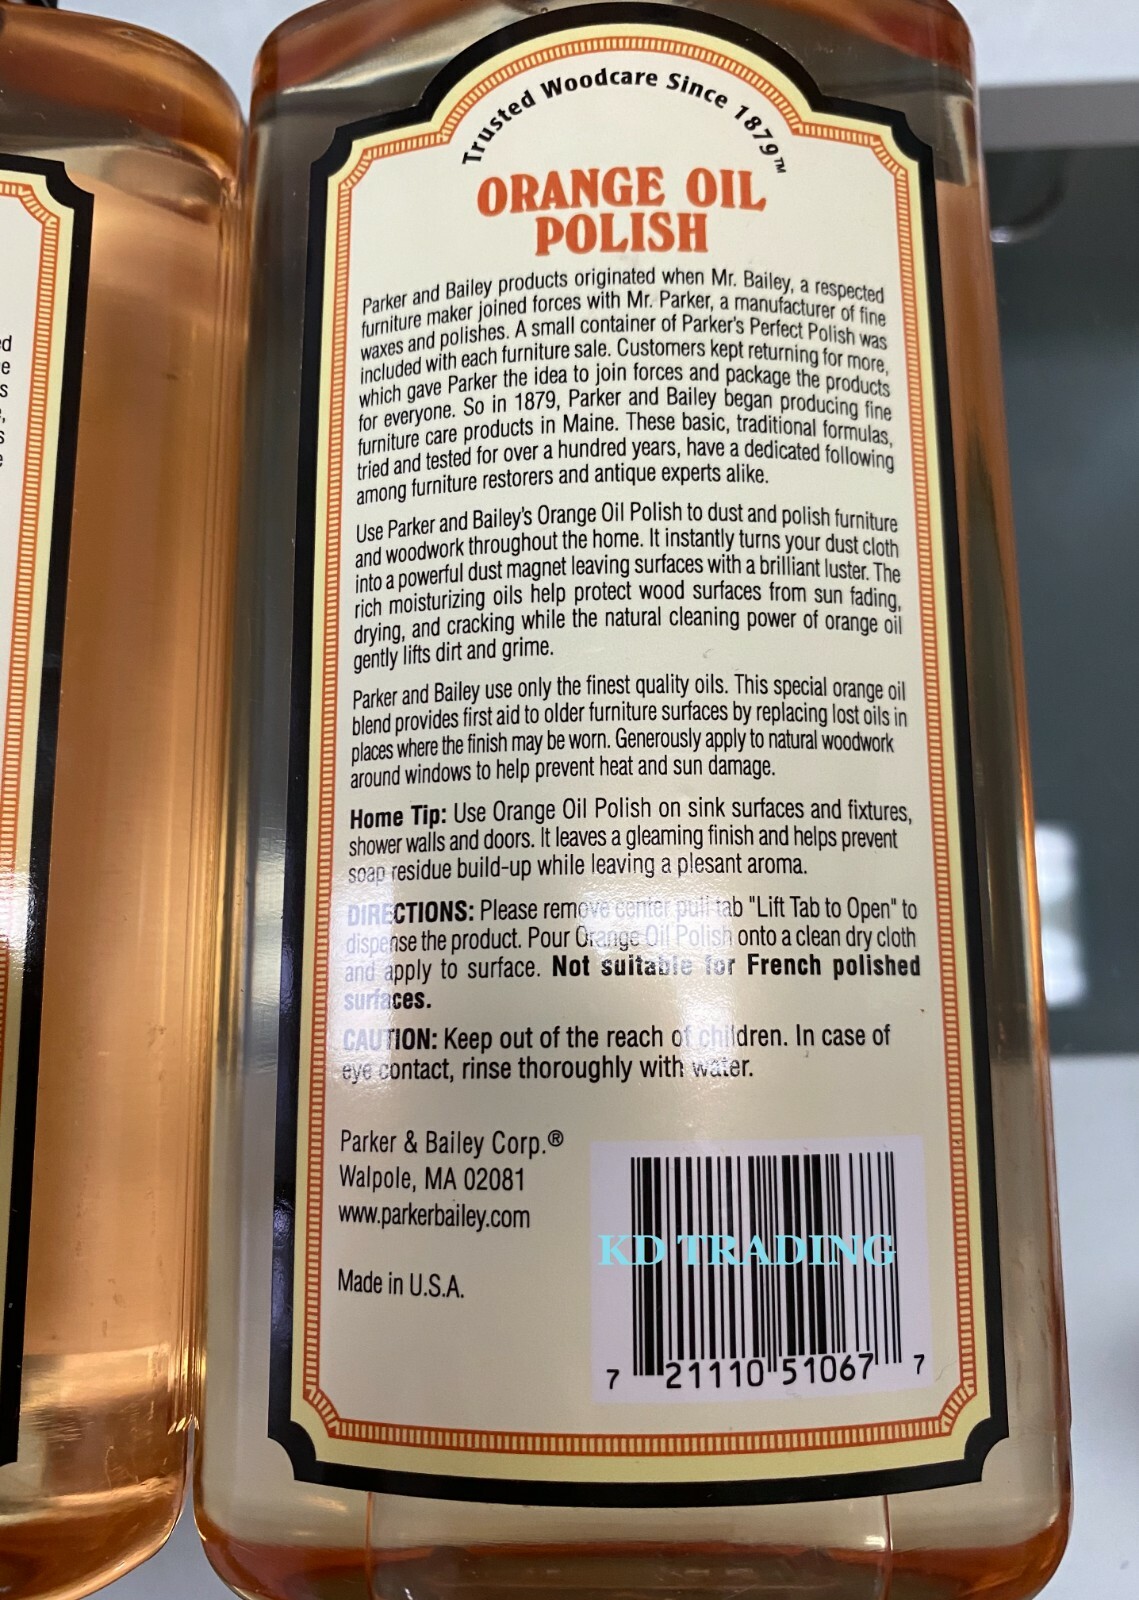 Trusted Woodcare Since 1879™
ORANGE OIL
POLISH
Parker and Bailey products originated when Mr. Bailey, a respected
furniture maker joined forces with Mr. Parker, a manufacturer of fine
waxes and polishes. A small container of Parker's Perfect Polish was
included with each furniture sale. Customers kept returning for more,
which gave Parker the idea to join forces and package the products
for everyone. So in 1879, Parker and Bailey began producing fine
furniture care products in Maine. These basic, traditional formulas,
tried and tested for over a hundred years, have a dedicated following
among furniture restorers and antique experts alike.
Use Parker and Bailey's Orange Oil Polish to dust and polish furniture
and woodwork throughout the home. It instantly turns your dust cloth
into a powerful dust magnet leaving surfaces with a brilliant luster. The
rich moisturizing oils help protect wood surfaces from sun fading,
drying, and cracking while the natural cleaning power of orange oil
gently lifts dirt and grime.
Parker and Bailey use only the finest quality oils. This special orange oil
blend provides first aid to older furniture surfaces by replacing lost oils in
places where the finish may be worn. Generously apply to natural woodwork
around windows to help prevent heat and sun damage.
Home Tip: Use Orange Oil Polish on sink surfaces and fixtures,
shower walls and doors. It leaves a gleaming finish and helps prevent
soap residue build-up while leaving a plesant aroma.
DIRECTIONS: Please remove center pull tab "Lift Tab to Open" to
dispense the product. Pour Orange Oil Polish onto a clean dry cloth
and apply to surface. Not suitable for French polished
surfaces.
CAUTION: Keep out of the reach of children. In case of
eye contact, rinse thoroughly with water.
Parker & Bailey Corp.®
Walpole, MA 02081
www.parkerbailey.com
Made in U.S.A.
KD TRADING
7 21110 51067 7